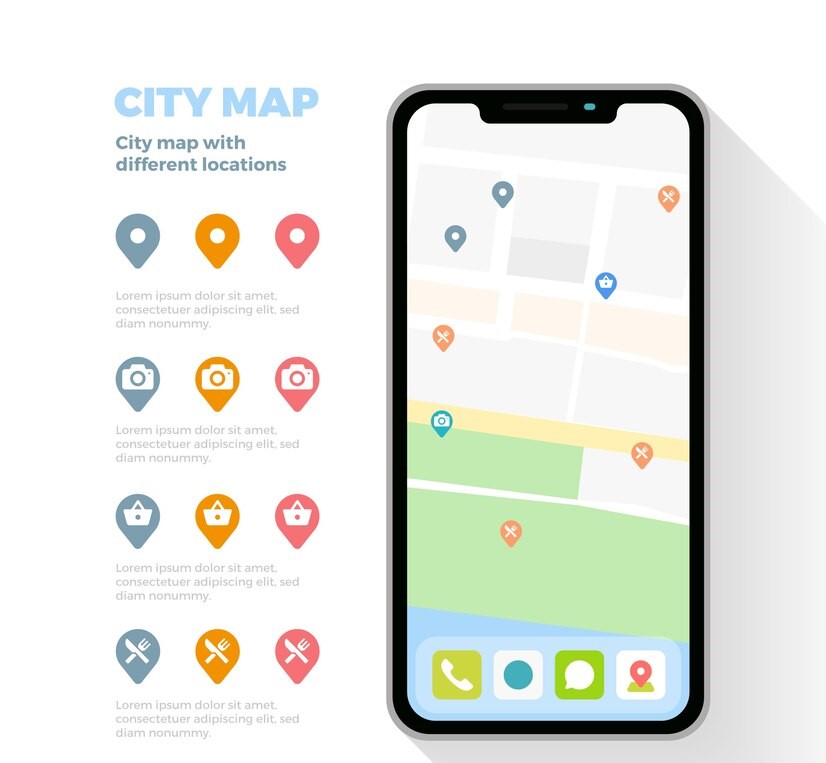 CITY MAP
City map with
different locations
Lorem ipsum dolor sit amet,
consectetuer adipiscing elit, sed
diam nonummy.
Lorem ipsum dolor sit amet,
consectetuer adipiscing elit, sed
diam nonummy.
Lorem ipsum dolor sit amet,
consectetuer adipiscing elit, sed
diam nonummy.
Lorem ipsum dolor sit amet,
consectetuer adipiscing elit, sed
diam nonummy.